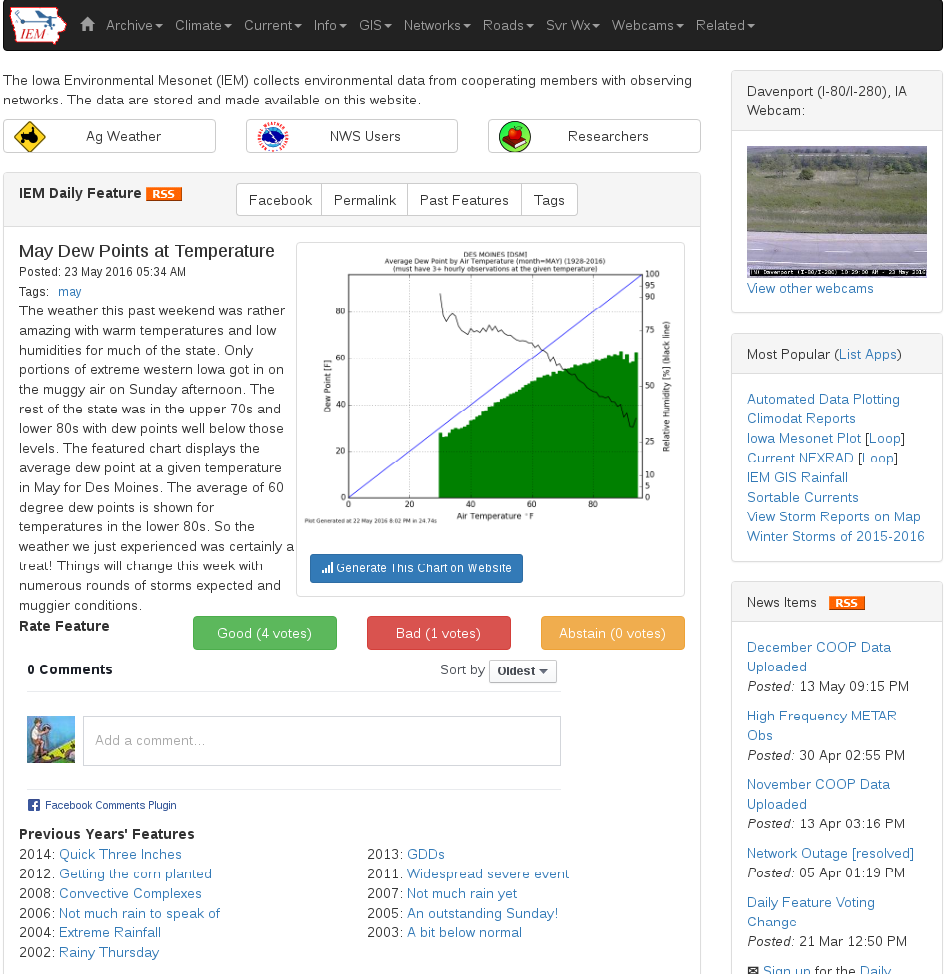 IEM
Archive
Climate
Current
Info
GIS
Networks
Roads
Svr Wx
Webcams
Related
The Iowa Environmental Mesonet (IEM) collects environmental data from cooperating members with observing
networks. The data are stored and made available on this website.
Ag Weather
NWS Users
Researchers
IEM Daily Feature RSS
Facebook
Permalink
Past Features
Tags
May Dew Points at Temperature
Posted: 23 May 2016 05:34 AM
Tags: may
The weather this past weekend was rather
amazing with warm temperatures and low
humidities for much of the state. Only
portions of extreme western Iowa got in on
the muggy air on Sunday afternoon. The
rest of the state was in the upper 70s and
lower 80s with dew points well below those
levels. The featured chart displays the
average dew point at a given temperature
in May for Des Moines. The average of 60
degree dew points is shown for
temperatures in the lower 80s. So the
weather we just experienced was certainly a
treat! Things will change this week with
numerous rounds of storms expected and
muggier conditions.
DES MOINES [DSM]
Average Dew Point by Air Temperature (month=MAY) (1928-2016)
(must have 3+ hourly observations at the given temperature)
Dew Point [F]
80
60
40
20
0
0
20
40
60
80
Air Temperature °F
100
95
90
75
50
25
10
5
0
Relative Humidity [%] (black line)
Plot Generated at 22 May 2016 8:02 PM in 24.74s
Generate This Chart on Website
Rate Feature
Good (4 votes)
Bad (1 votes)
Abstain (0 votes)
0 Comments
Sort by Oldest
Add a comment...
Facebook Comments Plugin
Previous Years' Features
2014: Quick Three Inches
2013: GDDs
2012: Getting the corn planted
2011: Widespread severe event
2008: Convective Complexes
2007: Not much rain yet
2006: Not much rain to speak of
2005: An outstanding Sunday!
2004: Extreme Rainfall
2003: A bit below normal
2002: Rainy Thursday
Davenport (I-80/I-280), IA
Webcam:
(N) Davenport (I-80/I-280) 10:29:00 AM - 23 May 2016
View other webcams
Most Popular (List Apps)
Automated Data Plotting
Climodat Reports
Iowa Mesonet Plot [Loop]
Current NEXRAD [Loop]
IEM GIS Rainfall
Sortable Currents
View Storm Reports on Map
Winter Storms of 2015-2016
News Items RSS
December COOP Data
Uploaded
Posted: 13 May 09:15 PM
High Frequency METAR
Obs
Posted: 30 Apr 02:55 PM
November COOP Data
Uploaded
Posted: 13 Apr 03:16 PM
Network Outage [resolved]
Posted: 05 Apr 01:19 PM
Daily Feature Voting
Change
Posted: 21 Mar 12:50 PM
Sign up for the Daily